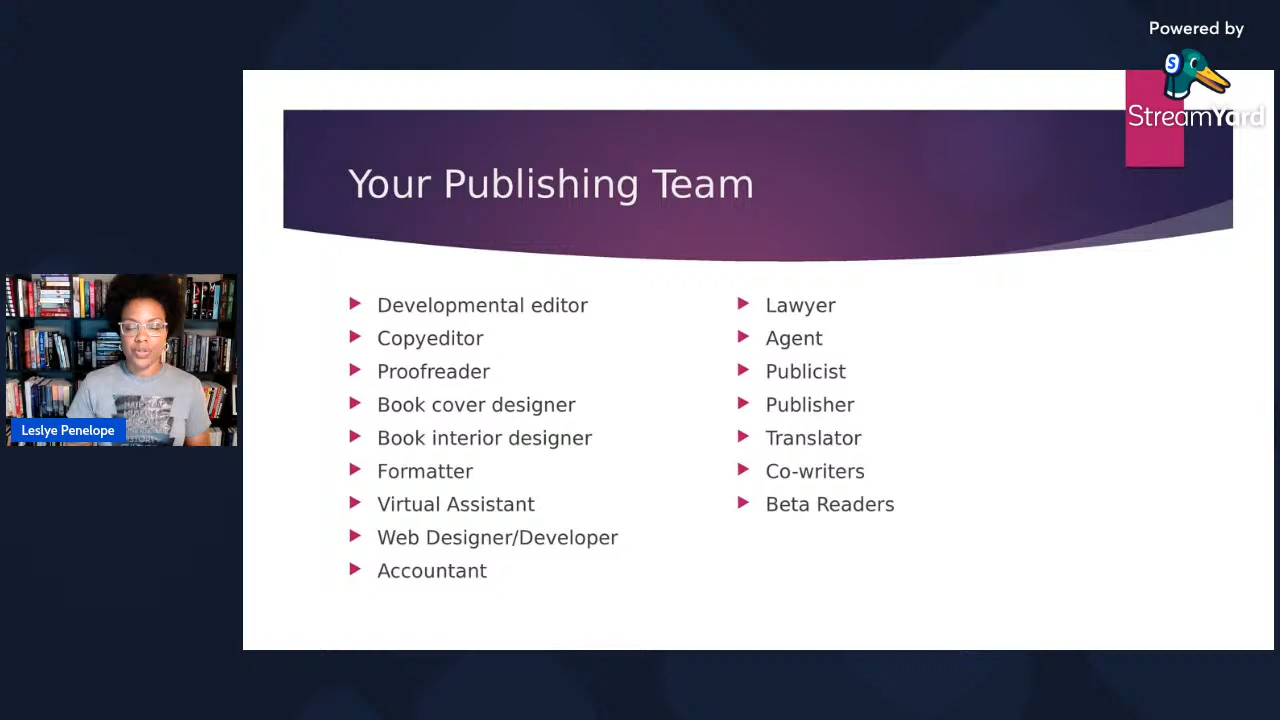 Powered by
StreamYard
Your Publishing Team
Developmental editor
Copyeditor
Proofreader
Book cover designer
Book interior designer
Formatter
Virtual Assistant
Web Designer/Developer
Accountant
Lawyer
Agent
Publicist
Publisher
Translator
Co-writers
Beta Readers
Leslye Penelope